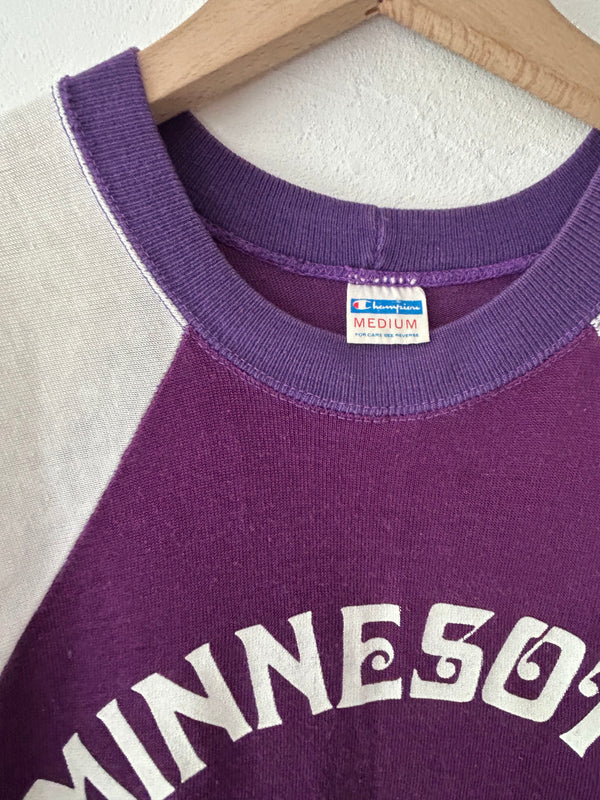 Champion
MEDIUM
FOR CARE SEE REVERSE
MINNESOT